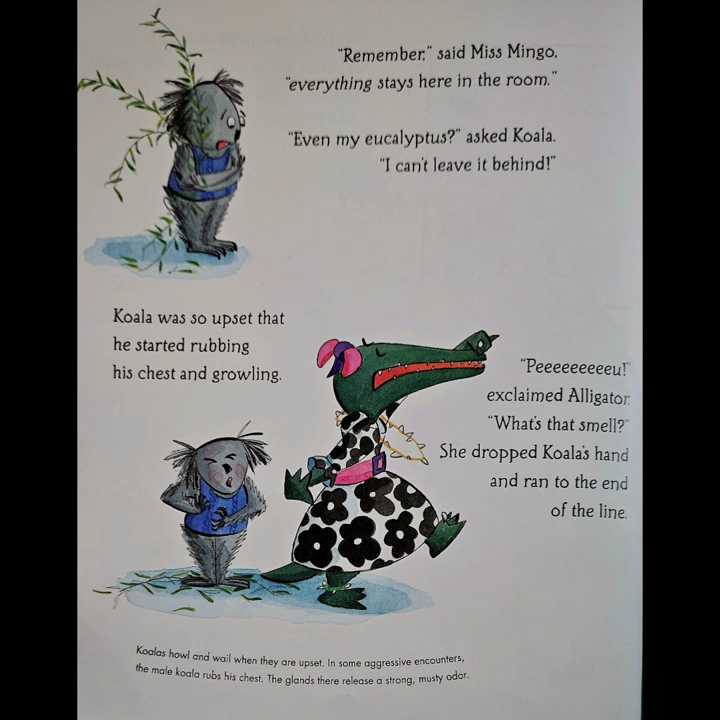 “Remember,” said Miss Mingo,
“everything stays here in the room.”
“Even my eucalyptus?” asked Koala.
“I can’t leave it behind!”
Koala was so upset that
he started rubbing
his chest and growling.
“Peeeeeeeeeu!”
exclaimed Alligator.
“What’s that smell?”
She dropped Koala’s hand
and ran to the end
of the line.
Koalas howl and wail when they are upset. In some aggressive encounters,
the male koala rubs his chest. The glands there release a strong, musty odor.